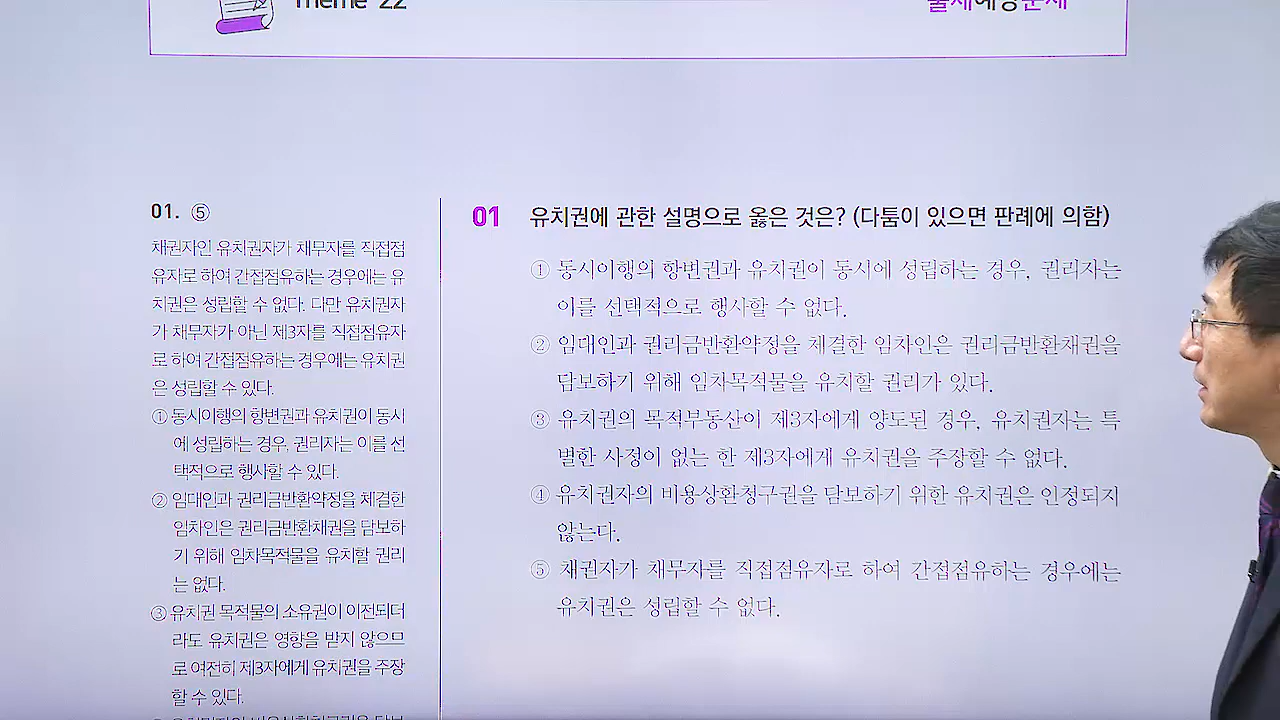 Theme 22
출제예상문제
01. ⑤
채권자인 유치권자가 채무자를 직접점
유자로 하여 간접점유하는 경우에는 유
치권은 성립할 수 없다. 다만 유치권자
가 채무자가 아닌 제3자를 직접점유자
로 하여 간접점유하는 경우에는 유치권
은 성립할 수 있다.
① 동시이행의 항변권과 유치권이 동시
에 성립하는 경우, 권리자는 이를 선
택적으로 행사할 수 있다.
② 임대인과 권리금반환약정을 체결한
임차인은 권리금반환채권을 담보하
기 위해 임차목적물을 유치할 권리
는 없다.
③ 유치권 목적물의 소유권이 이전되더
라도 유치권은 영향을 받지 않으므
로 여전히 제3자에게 유치권을 주장
할 수 있다.
01 유치권에 관한 설명으로 옳은 것은? (다툼이 있으면 판례에 의함)
① 동시이행의 항변권과 유치권이 동시에 성립하는 경우, 권리자는
이를 선택적으로 행사할 수 없다.
② 임대인과 권리금반환약정을 체결한 임차인은 권리금반환채권을
담보하기 위해 임차목적물을 유치할 권리가 있다.
③ 유치권의 목적부동산이 제3자에게 양도된 경우, 유치권자는 특
별한 사정이 없는 한 제3자에게 유치권을 주장할 수 없다.
④ 유치권자의 비용상환청구권을 담보하기 위한 유치권은 인정되지
않는다.
⑤ 채권자가 채무자를 직접점유자로 하여 간접점유하는 경우에는
유치권은 성립할 수 없다.